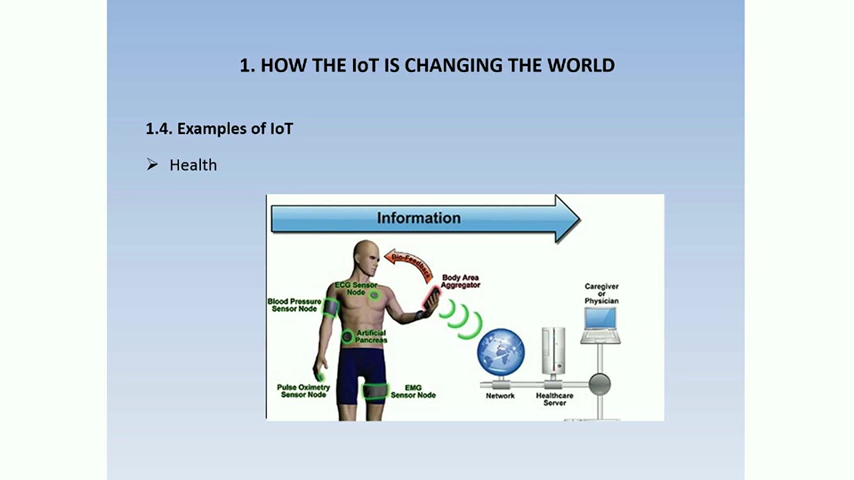 1. HOW THE IoT IS CHANGING THE WORLD
1.4. Examples of IoT
Health
Information
Bio-Feedback
Body Area
Aggregator
ECG Sensor
Node
Blood Pressure
Sensor Node
Artificial
Pancreas
Pulse Oximetry
Sensor Node
EMG
Sensor Node
Caregiver
or
Physician
Network
Healthcare
Server